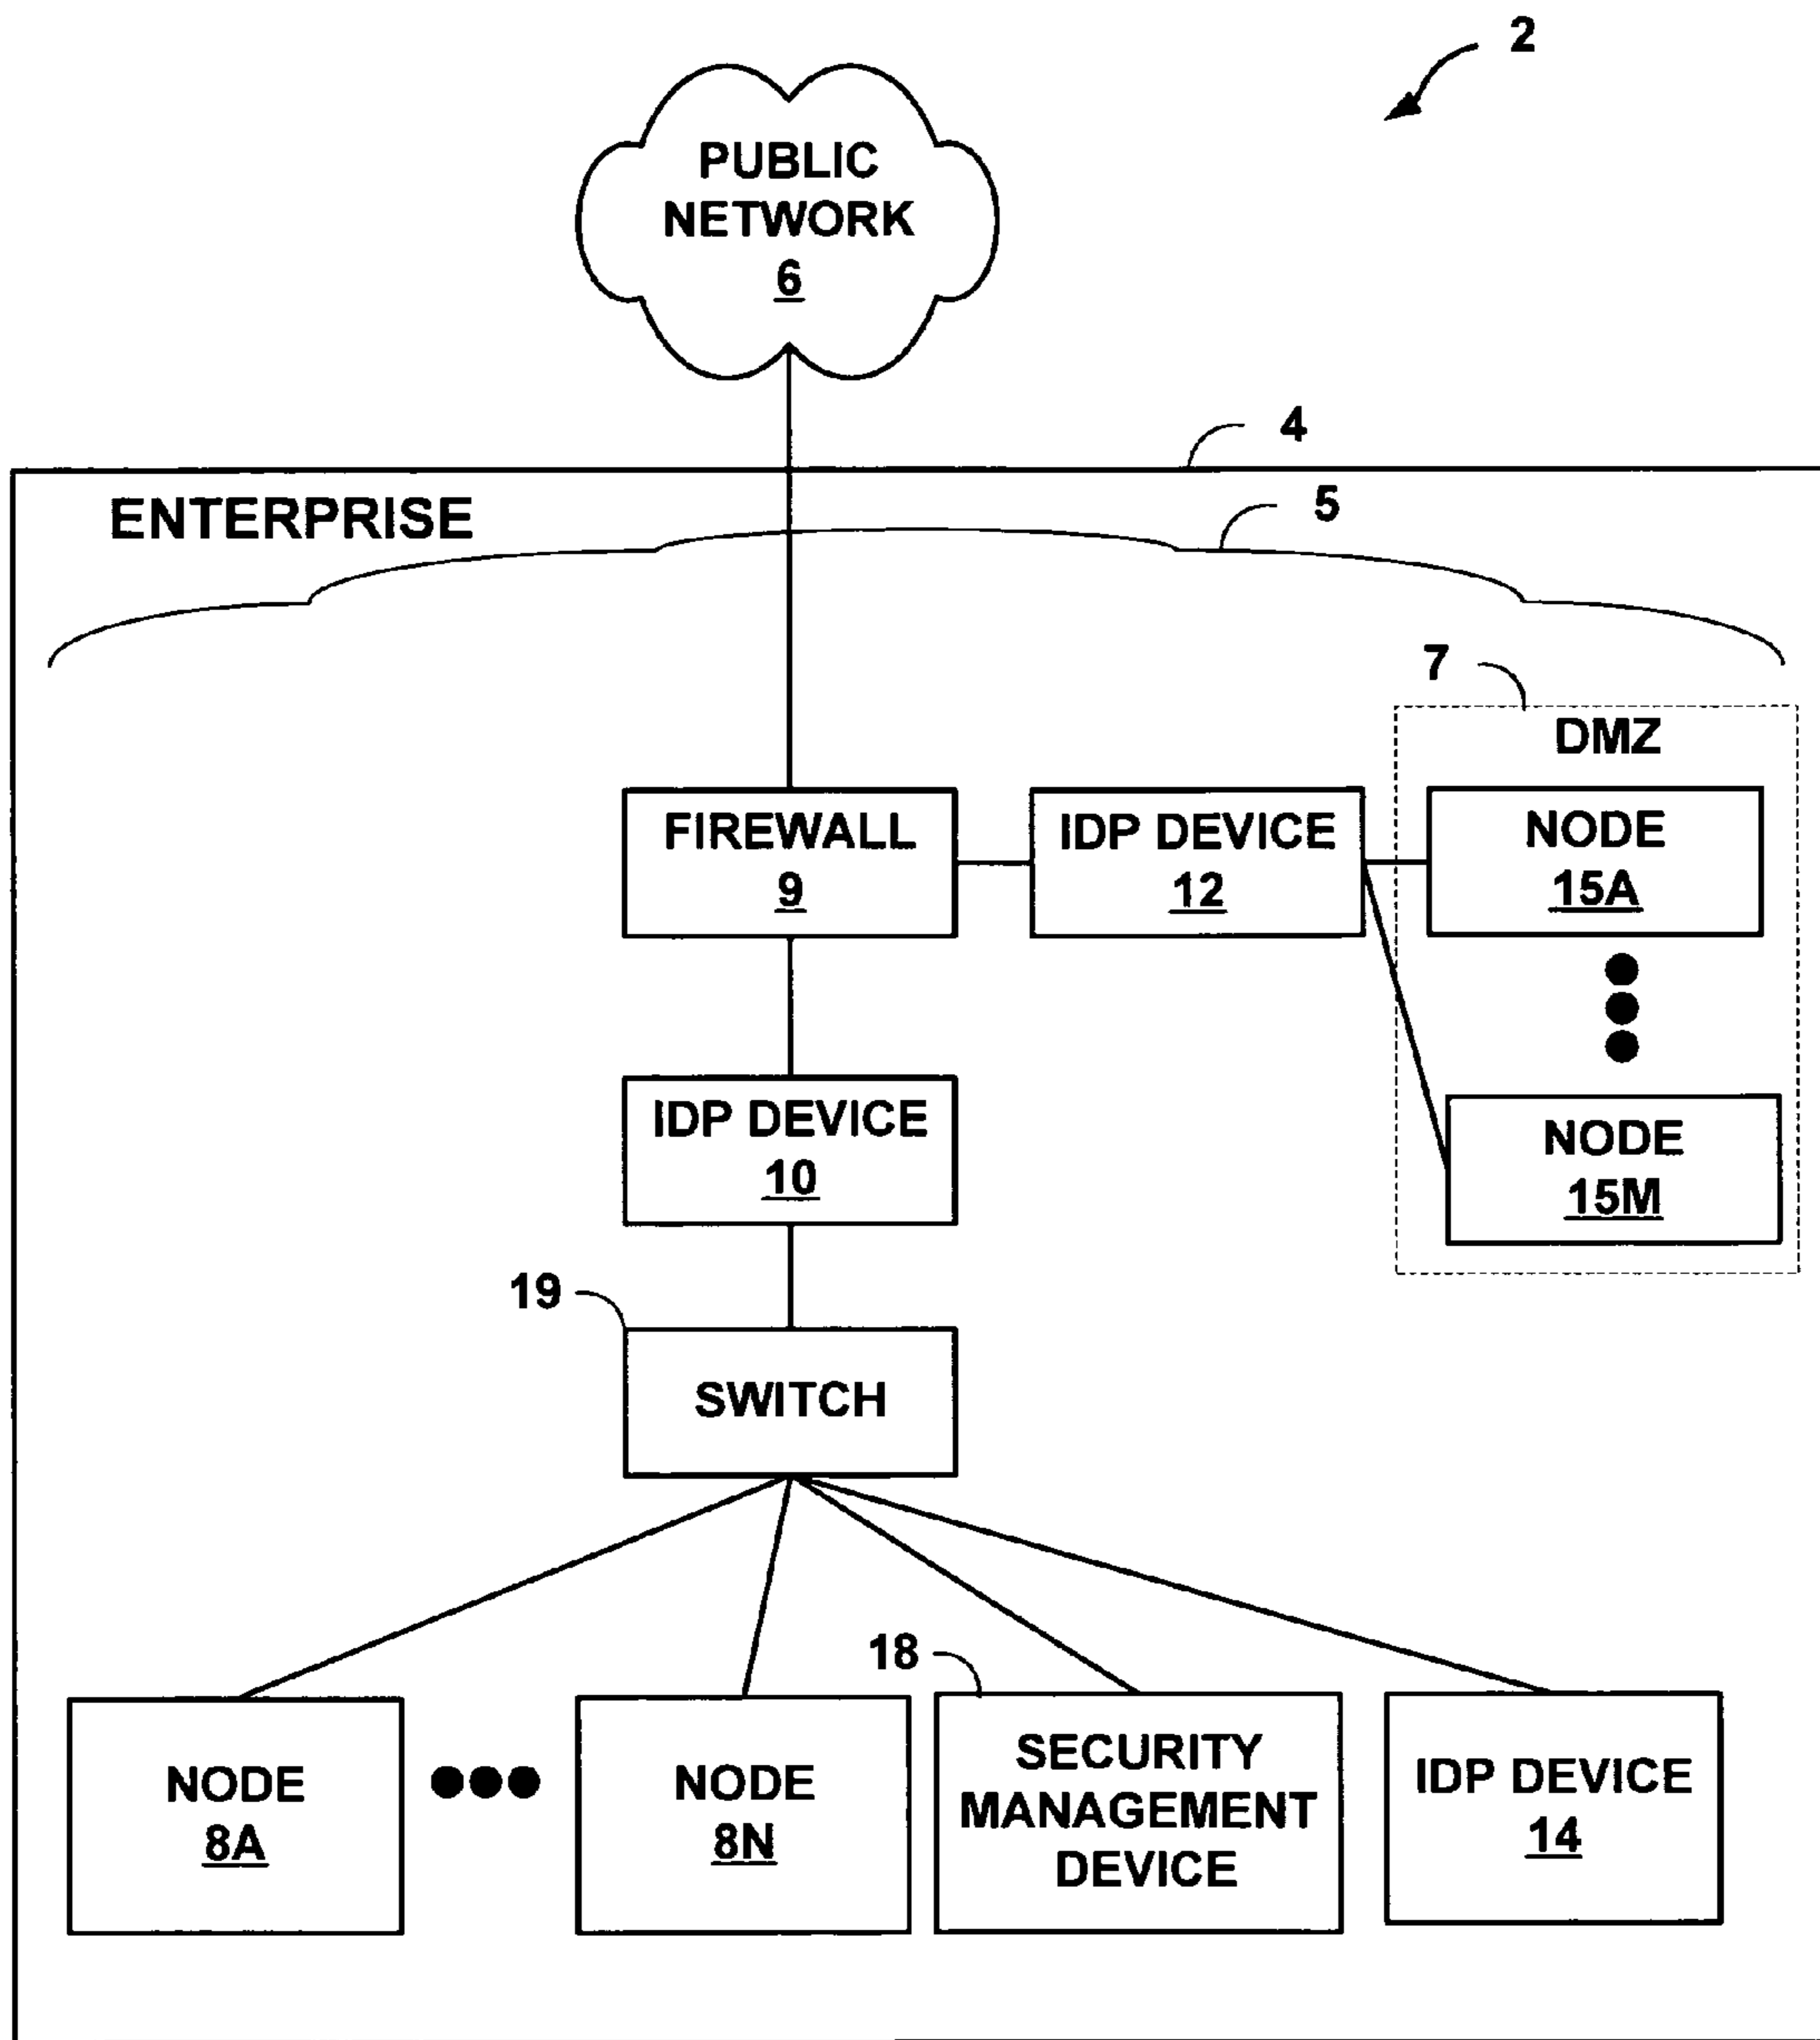 2
PUBLIC
NETWORK
6
4
ENTERPRISE
5
7
DMZ
FIREWALL
9
IDP DEVICE
12
NODE
15A
IDP DEVICE
10
NODE
15M
19
SWITCH
18
NODE
8A
NODE
8N
SECURITY
MANAGEMENT
DEVICE
IDP DEVICE
14